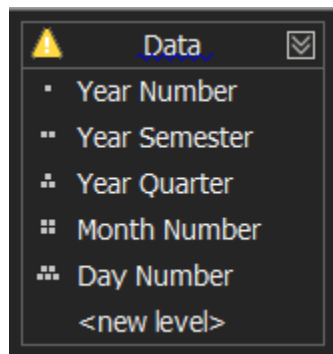 Data
Year Number
Year Semester
Year Quarter
Month Number
Day Number
<new level>